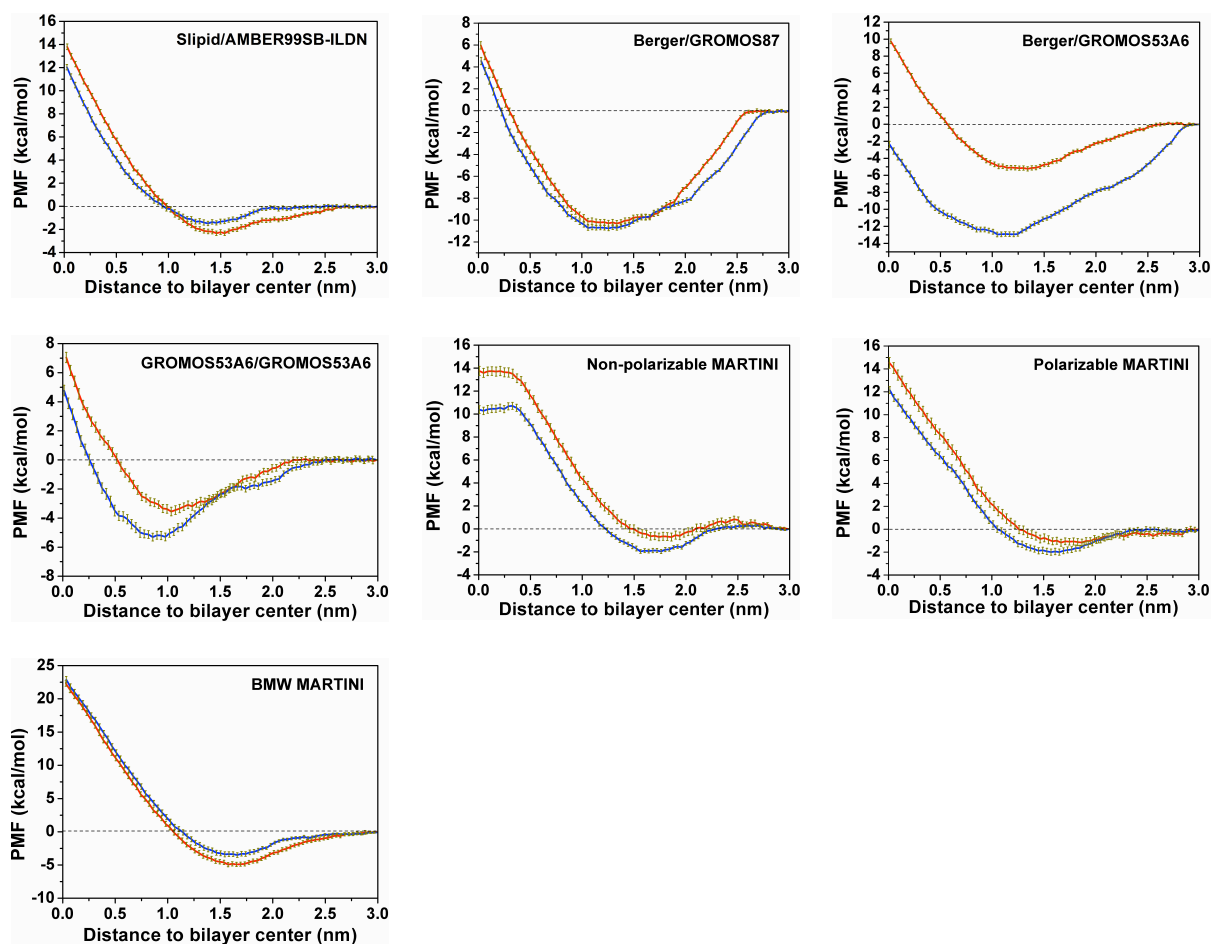 Slipid/AMBER99SB-ILDN
PMF (kcal/mol)
16
14
12
10
8
6
4
2
0
-2
-4
0.0 0.5 1.0 1.5 2.0 2.5 3.0
Distance to bilayer center (nm)
Berger/GROMOS87
PMF (kcal/mol)
8
6
4
2
0
-2
-4
-6
-8
-10
-12
0.0 0.5 1.0 1.5 2.0 2.5 3.0
Distance to bilayer center (nm)
Berger/GROMOS53A6
PMF (kcal/mol)
12
10
8
6
4
2
0
-2
-4
-6
-8
-10
-12
-14
0.0 0.5 1.0 1.5 2.0 2.5 3.0
Distance to bilayer center (nm)
GROMOS53A6/GROMOS53A6
PMF (kcal/mol)
8
6
4
2
0
-2
-4
-6
-8
0.0 0.5 1.0 1.5 2.0 2.5 3.0
Distance to bilayer center (nm)
Non-polarizable MARTINI
PMF (kcal/mol)
16
14
12
10
8
6
4
2
0
-2
-4
0.0 0.5 1.0 1.5 2.0 2.5 3.0
Distance to bilayer center (nm)
Polarizable MARTINI
PMF (kcal/mol)
16
14
12
10
8
6
4
2
0
-2
-4
0.0 0.5 1.0 1.5 2.0 2.5 3.0
Distance to bilayer center (nm)
BMW MARTINI
PMF (kcal/mol)
25
20
15
10
5
0
-5
-10
0.0 0.5 1.0 1.5 2.0 2.5 3.0
Distance to bilayer center (nm)